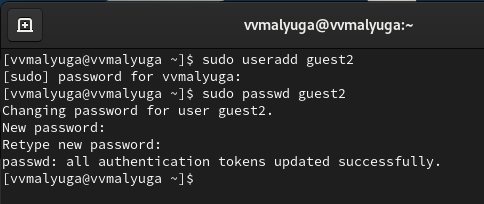 vvmalyuga@vvmalyuga:~
[vvmalyuga@vvmalyuga ~]$ sudo useradd guest2
[sudo] password for vvmalyuga:
[vvmalyuga@vvmalyuga ~]$ sudo passwd guest2
Changing password for user guest2.
New password:
Retype new password:
passwd: all authentication tokens updated successfully.
[vvmalyuga@vvmalyuga ~]$